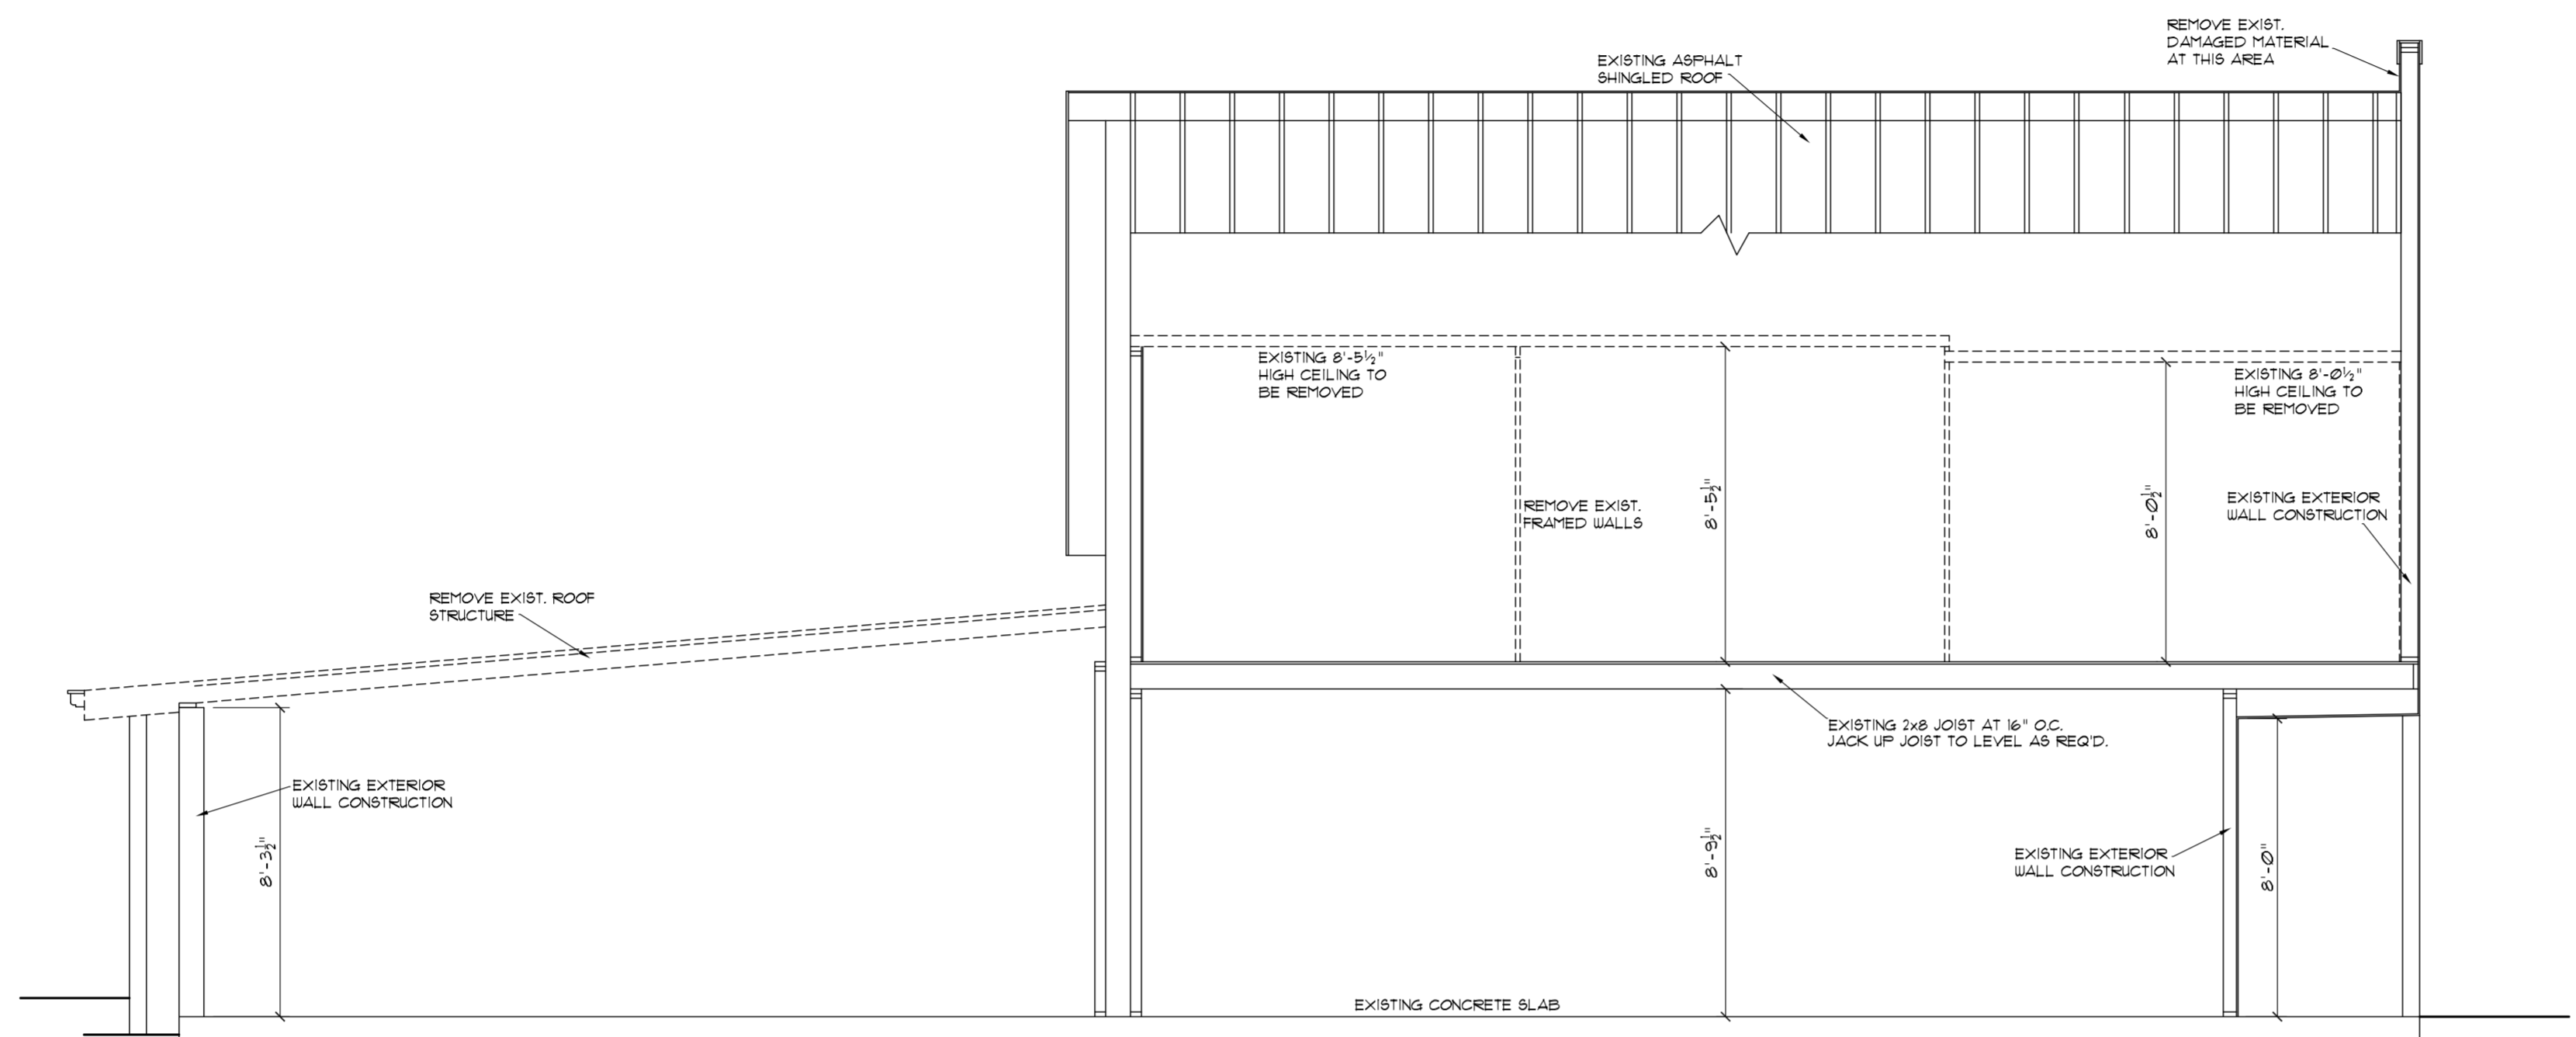 REMOVE EXIST.
DAMAGED MATERIAL
AT THIS AREA
EXISTING ASPHALT
SHINGLED ROOF
EXISTING 8'-5½"
HIGH CEILING TO
BE REMOVED
EXISTING 8'-0½"
HIGH CEILING TO
BE REMOVED
REMOVE EXIST.
FRAMED WALLS
8'-5½"
8'-0½"
EXISTING EXTERIOR
WALL CONSTRUCTION
REMOVE EXIST. ROOF
STRUCTURE
EXISTING 2x8 JOIST AT 16" O.C.
JACK UP JOIST TO LEVEL AS REQ'D.
EXISTING EXTERIOR
WALL CONSTRUCTION
8'-3½"
8'-9½"
EXISTING EXTERIOR
WALL CONSTRUCTION
8'-0"
EXISTING CONCRETE SLAB